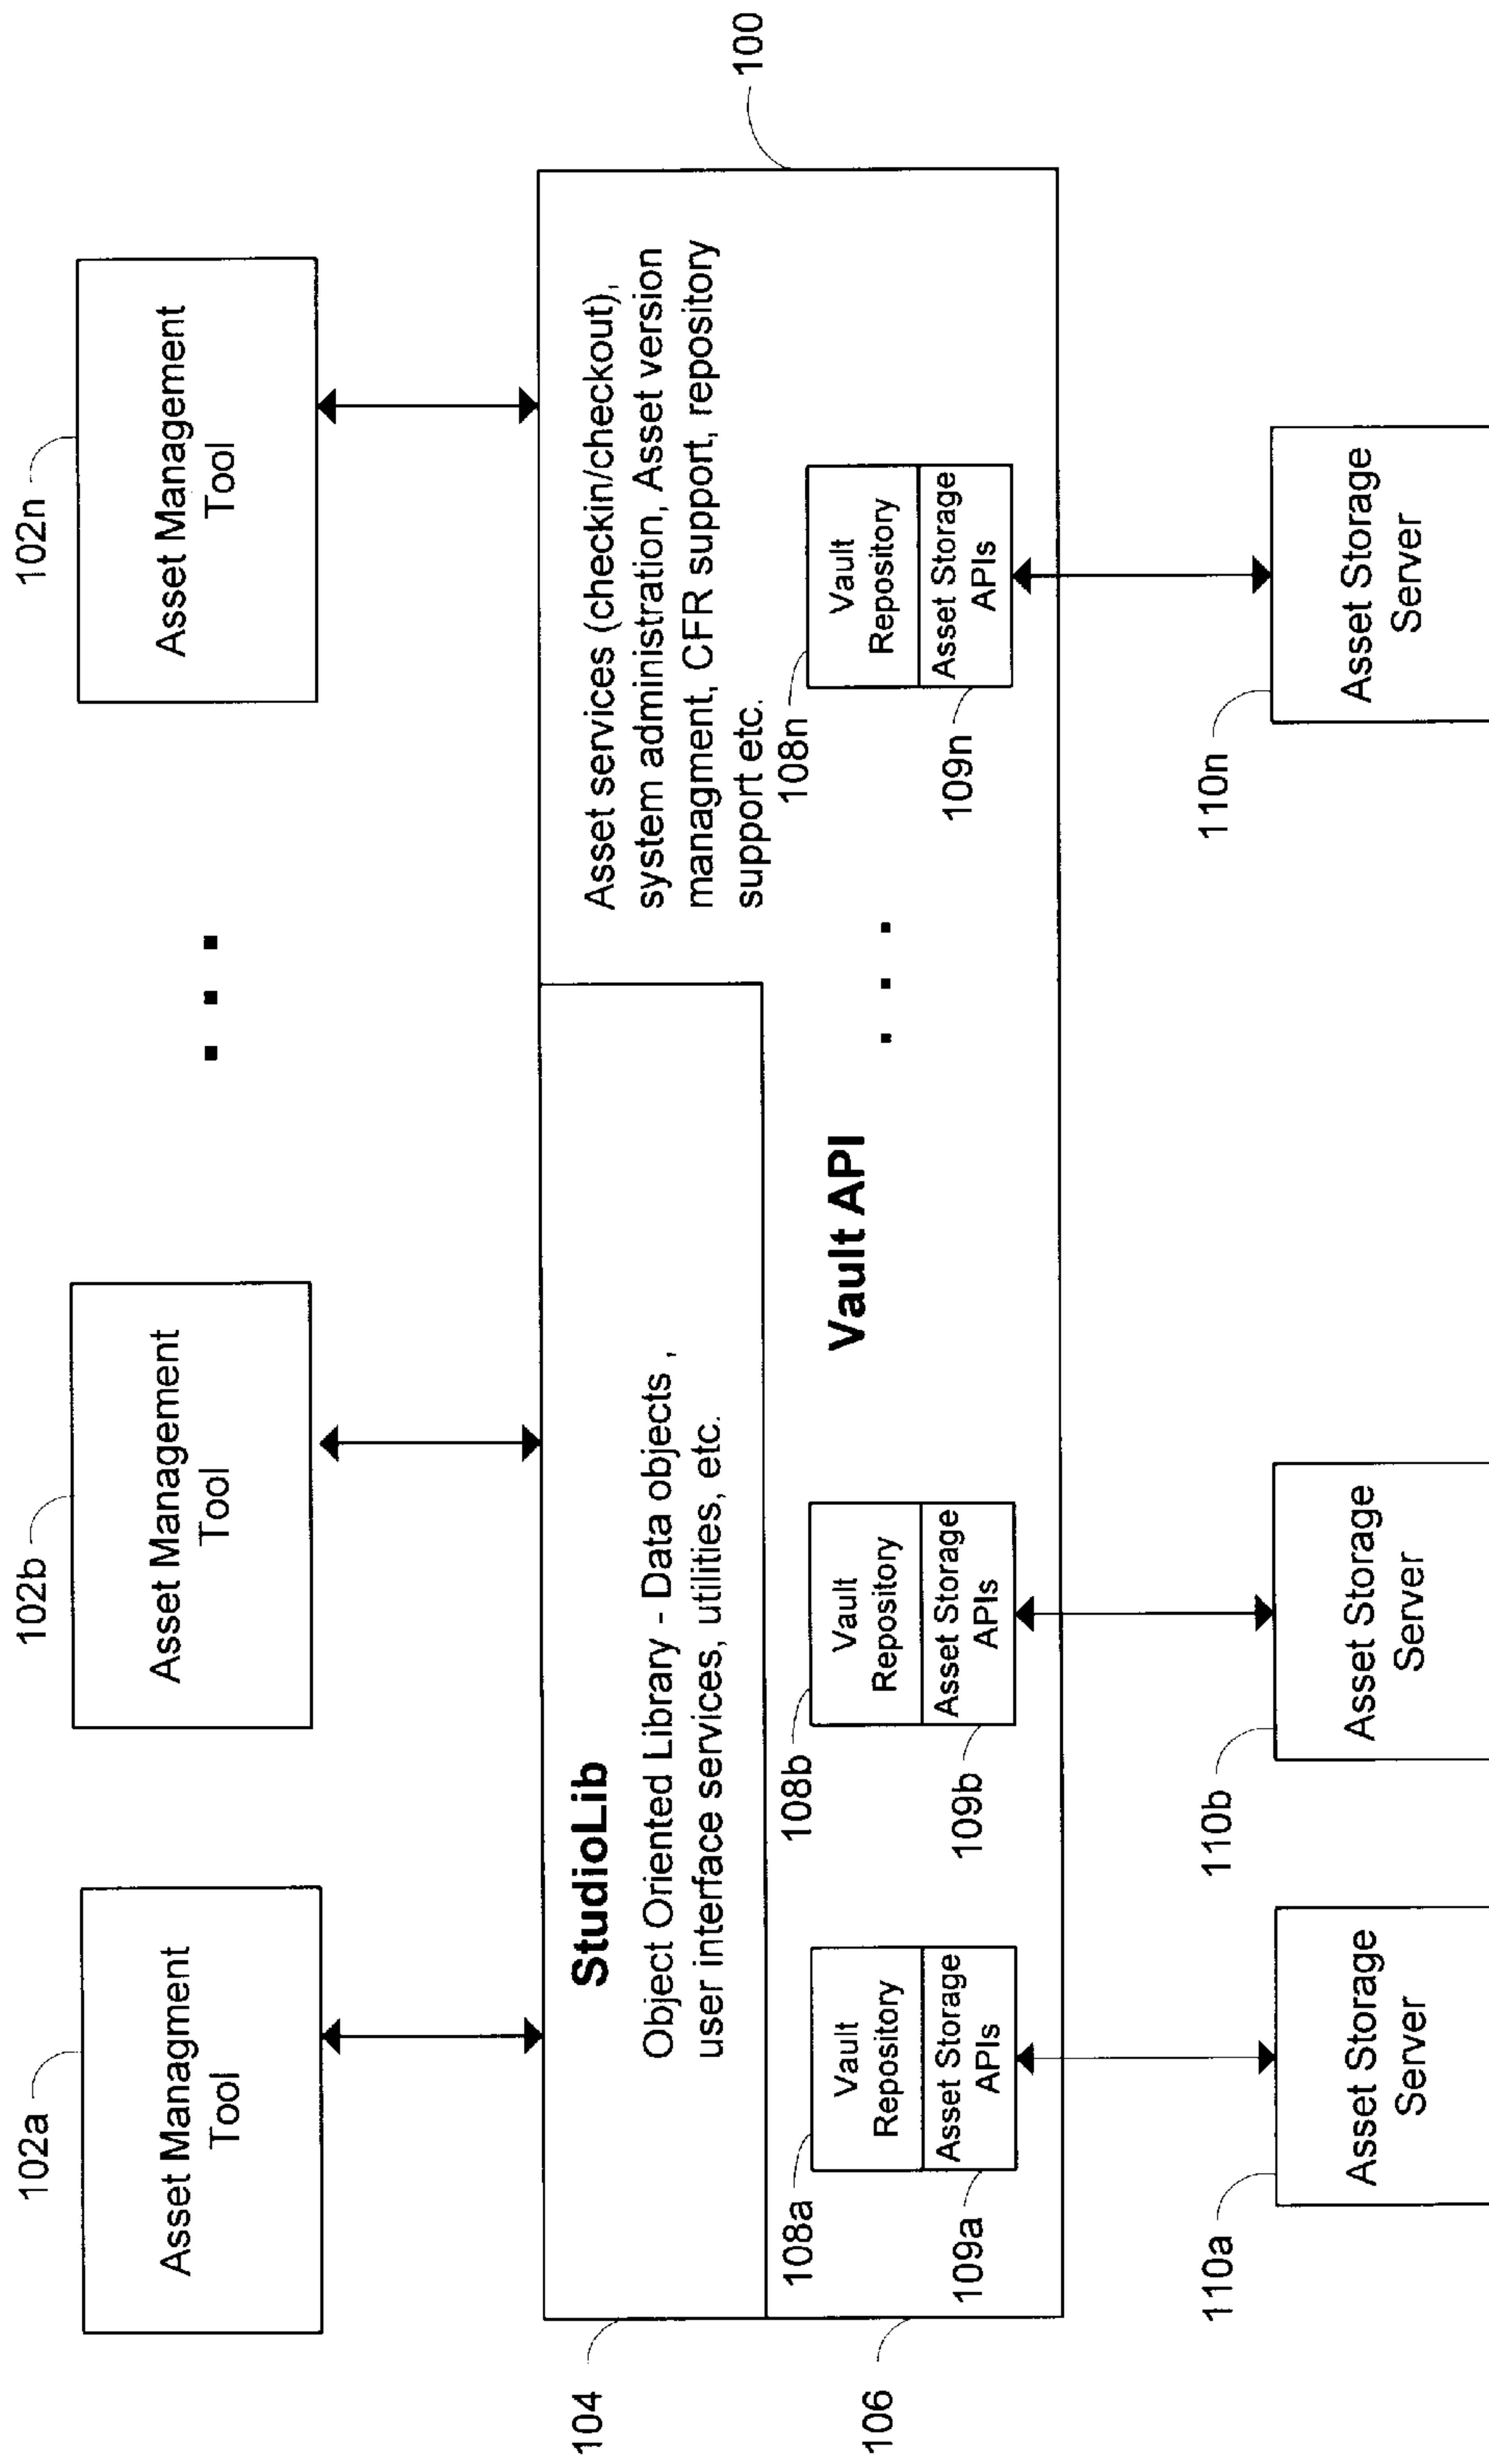 102a
102b
102n
Asset Managment
Tool
Asset Management
Tool
Asset Management
Tool
100
104
StudioLib
Object Oriented Library - Data objects ,
user interface services, utilities, etc.
Asset services (checkin/checkout),
system administration, Asset version
managment, CFR support, repository
support etc.
106
Vault API
108a
Vault
Repository
109a
Asset Storage
APIs
108b
Vault
Repository
109b
Asset Storage
APIs
108n
Vault
Repository
109n
Asset Storage
APIs
110a
Asset Storage
Server
110b
Asset Storage
Server
110n
Asset Storage
Server